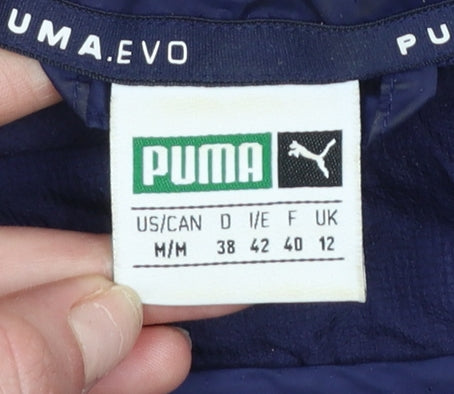 UMA.EVO PU
PUMA
US/CAN D I/E F UK
M/M 38 42 40 12